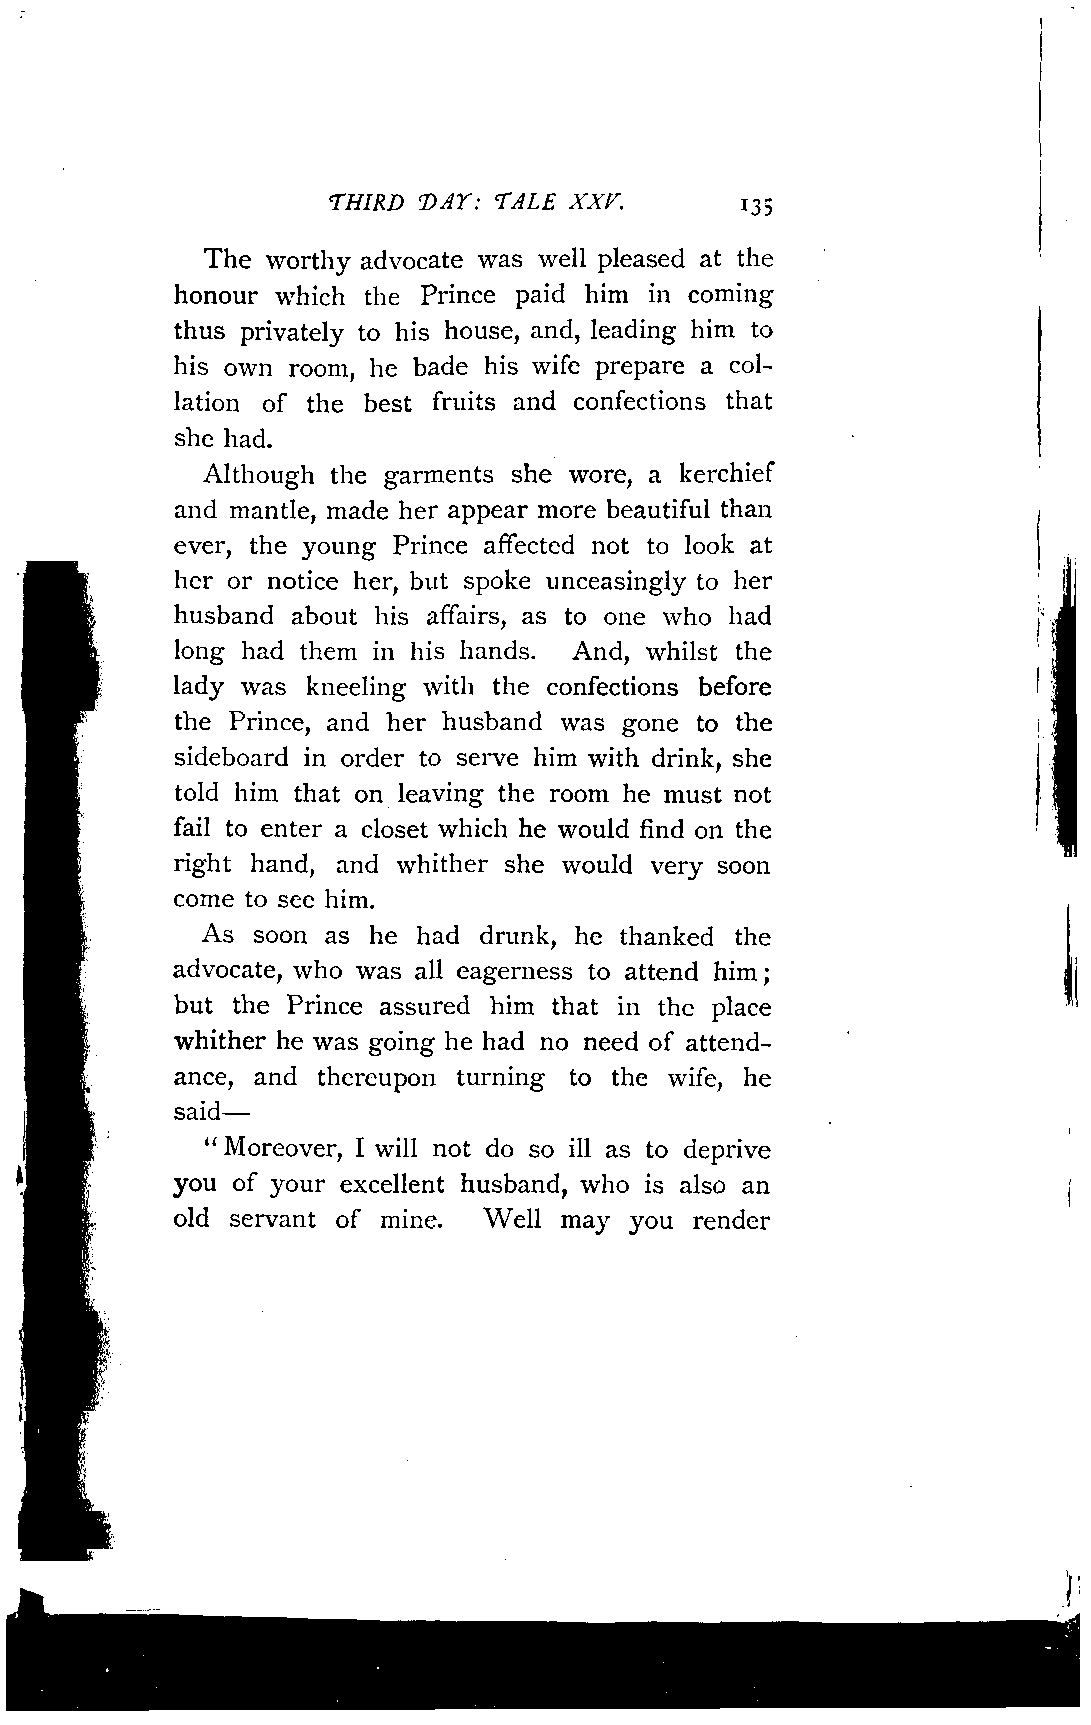 THIRD DAY: TALE XXV. 135
The worthy advocate was well pleased at the
honour which the Prince paid him in coming
thus privately to his house, and, leading him to
his own room, he bade his wife prepare a col-
lation of the best fruits and confections that
she had.
Although the garments she wore, a kerchief
and mantle, made her appear more beautiful than
ever, the young Prince affected not to look at
her or notice her, but spoke unceasingly to her
husband about his affairs, as to one who had
long had them in his hands. And, whilst the
lady was kneeling with the confections before
the Prince, and her husband was gone to the
sideboard in order to serve him with drink, she
told him that on leaving the room he must not
fail to enter a closet which he would find on the
right hand, and whither she would very soon
come to see him.
As soon as he had drunk, he thanked the
advocate, who was all eagerness to attend him;
but the Prince assured him that in the place
whither he was going he had no need of attend-
ance, and thereupon turning to the wife, he
said—
“Moreover, I will not do so ill as to deprive
you of your excellent husband, who is also an
old servant of mine. Well may you render